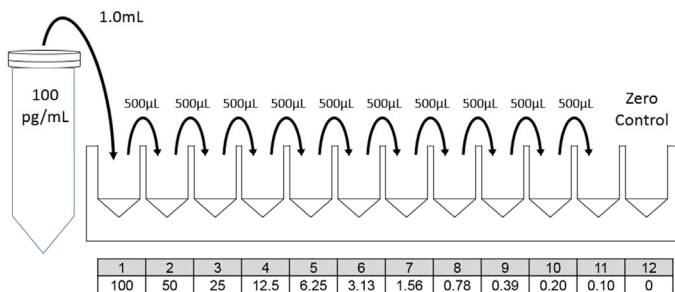 1.0mL
100
pg/mL
500µL 500µL 500µL 500µL 500µL 500µL 500µL 500µL 500µL 500µL
Zero
Control
1 2 3 4 5 6 7 8 9 10 11 12
100 50 25 12.5 6.25 3.13 1.56 0.78 0.39 0.20 0.10 0